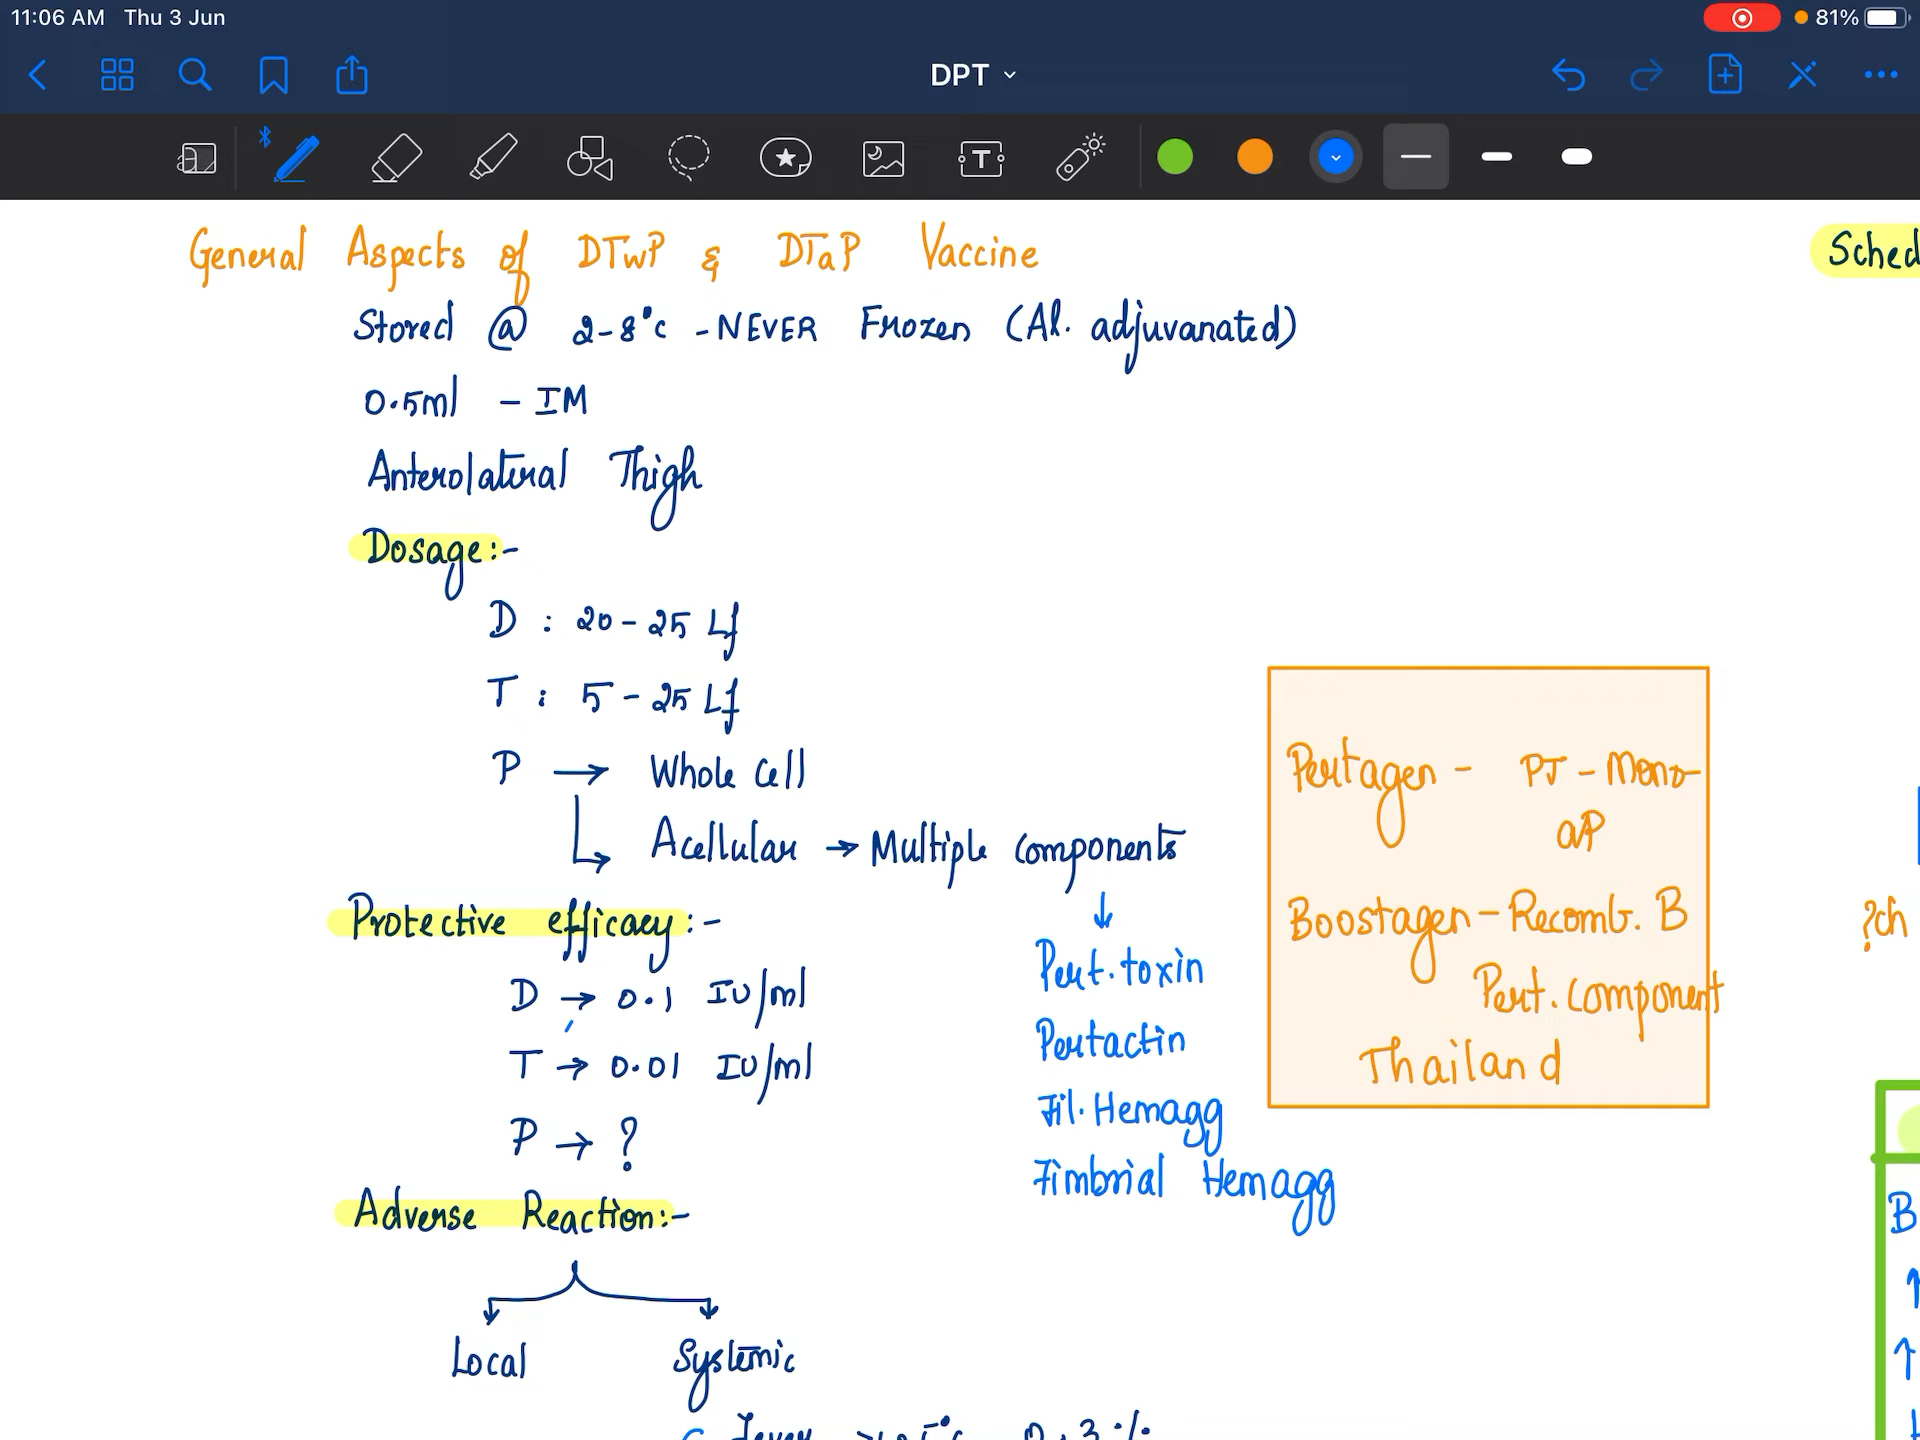 11:06 AM Thu 3 Jun
81%
DPT
General Aspects of DTwP & DTaP Vaccine
Sched
Stored @ 2-8°c - NEVER Frozen (Al. adjuvanated)
0.5ml - IM
Anterolateral Thigh
Dosage:-
D : 20 - 25 Lf
T : 5 - 25 Lf
P → Whole Cell
Acellular → Multiple components
Pert. toxin
Pertactin
Fil. Hemagg
Fimbrial Hemagg
Pertagen - PT - Mono
aP
Boostagen - Recomb. B
Pert. component
Thailand
?ch
Protective efficacy:-
D → 0.1 IU/ml
T → 0.01 IU/ml
P → ?
Adverse Reaction:-
Local Systemic
B
↑
↑